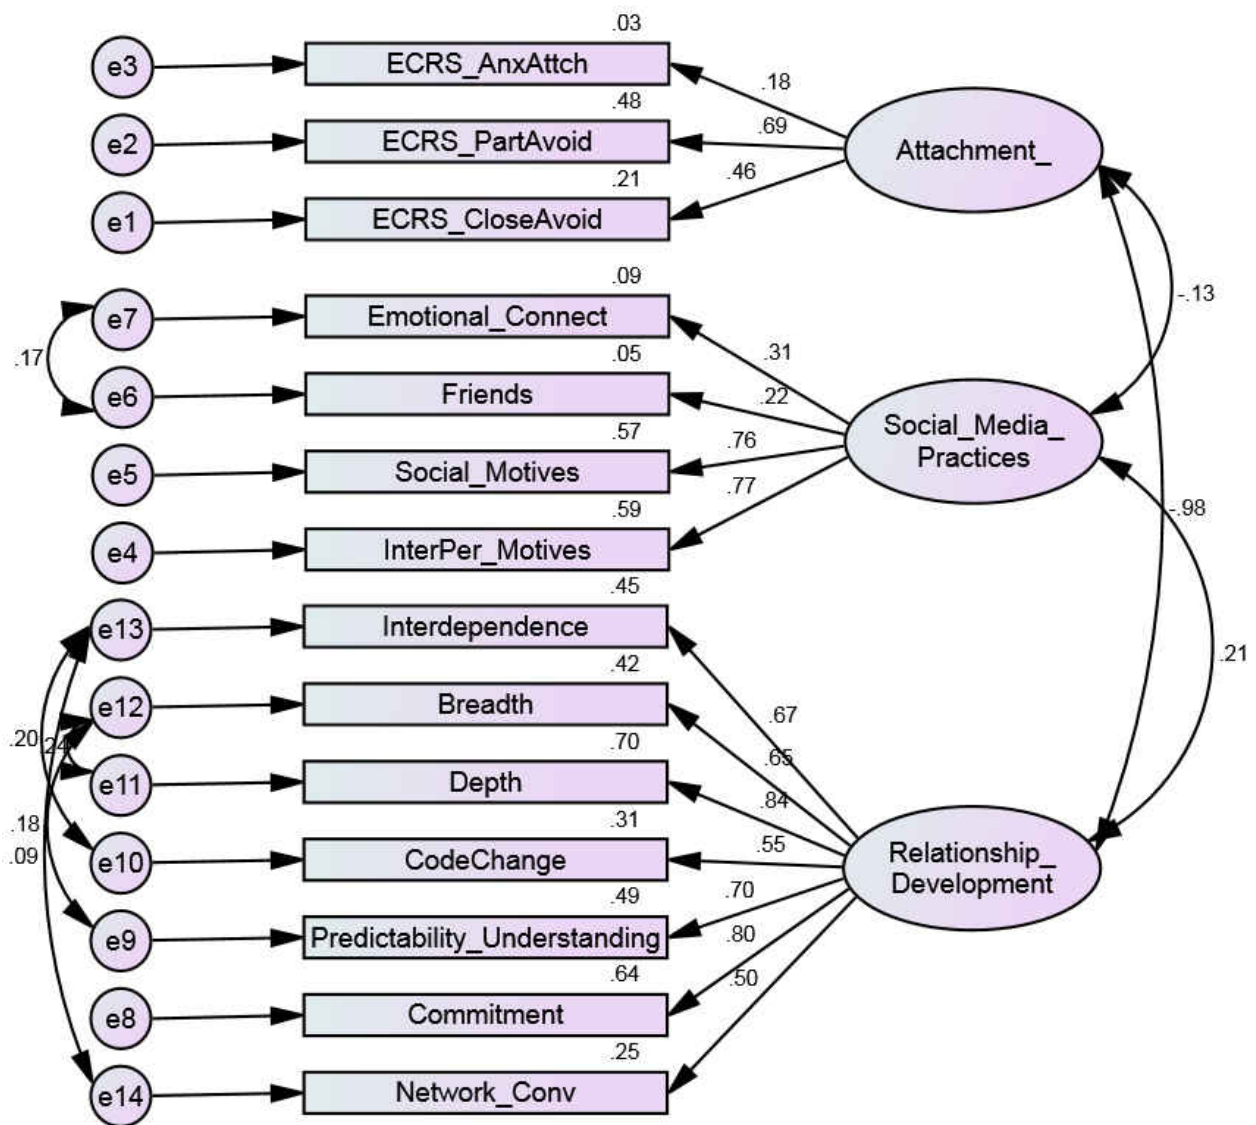 .03
e3
ECRS_AnxAttch
.18
.48
e2
ECRS_PartAvoid
.69
Attachment_
.21
.46
e1
ECRS_CloseAvoid
.09
e7
Emotional_Connect
-.13
.17
.31
.05
e6
Friends
.22
.57
Social_Media_
Practices
e5
Social_Motives
.76
.77
.59
-.98
e4
InterPer_Motives
.45
e13
Interdependence
.42
.21
e12
Breadth
.67
.20
.24
.70
.65
e11
Depth
.84
.18
.31
.09
e10
CodeChange
.55
Relationship_
Development
.49
.70
e9
Predictability_Understanding
.80
.64
.50
e8
Commitment
.25
e14
Network_Conv